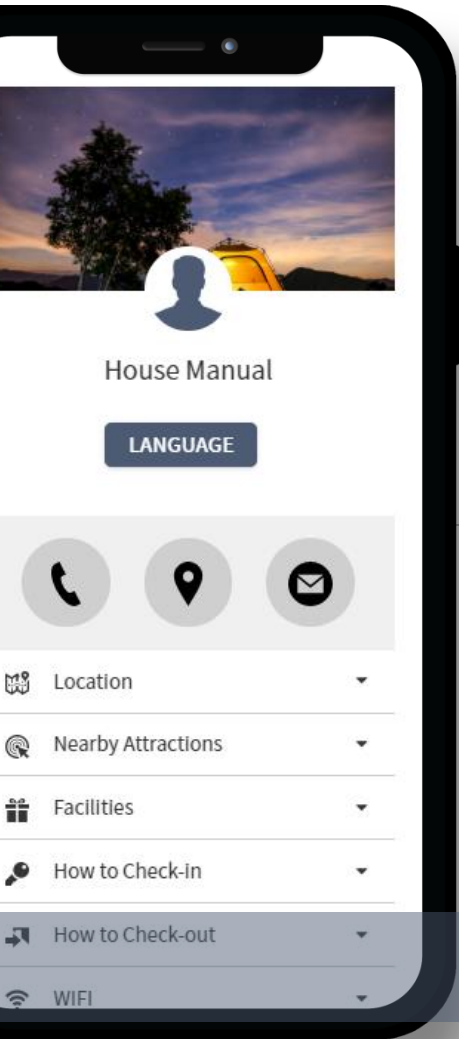 House Manual
LANGUAGE
Location
Nearby Attractions
Facilities
How to Check-in
How to Check-out
WIFI